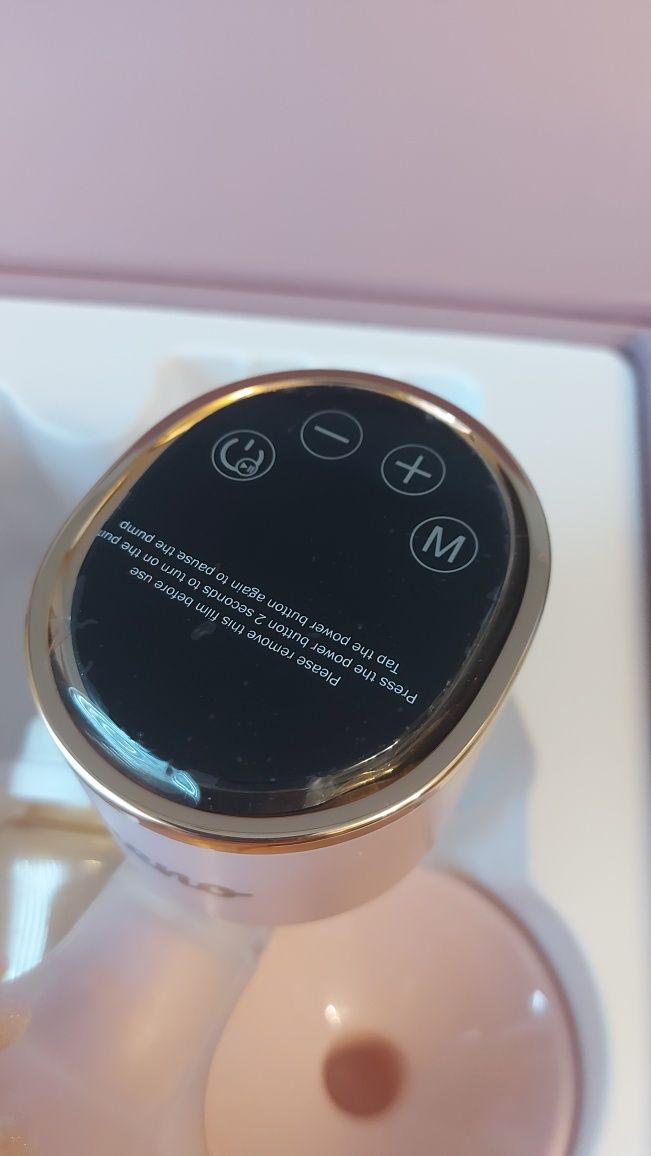 M
Please remove this film before use
Press the power button 2 seconds to turn on the
Tap the power button again to pause the pump